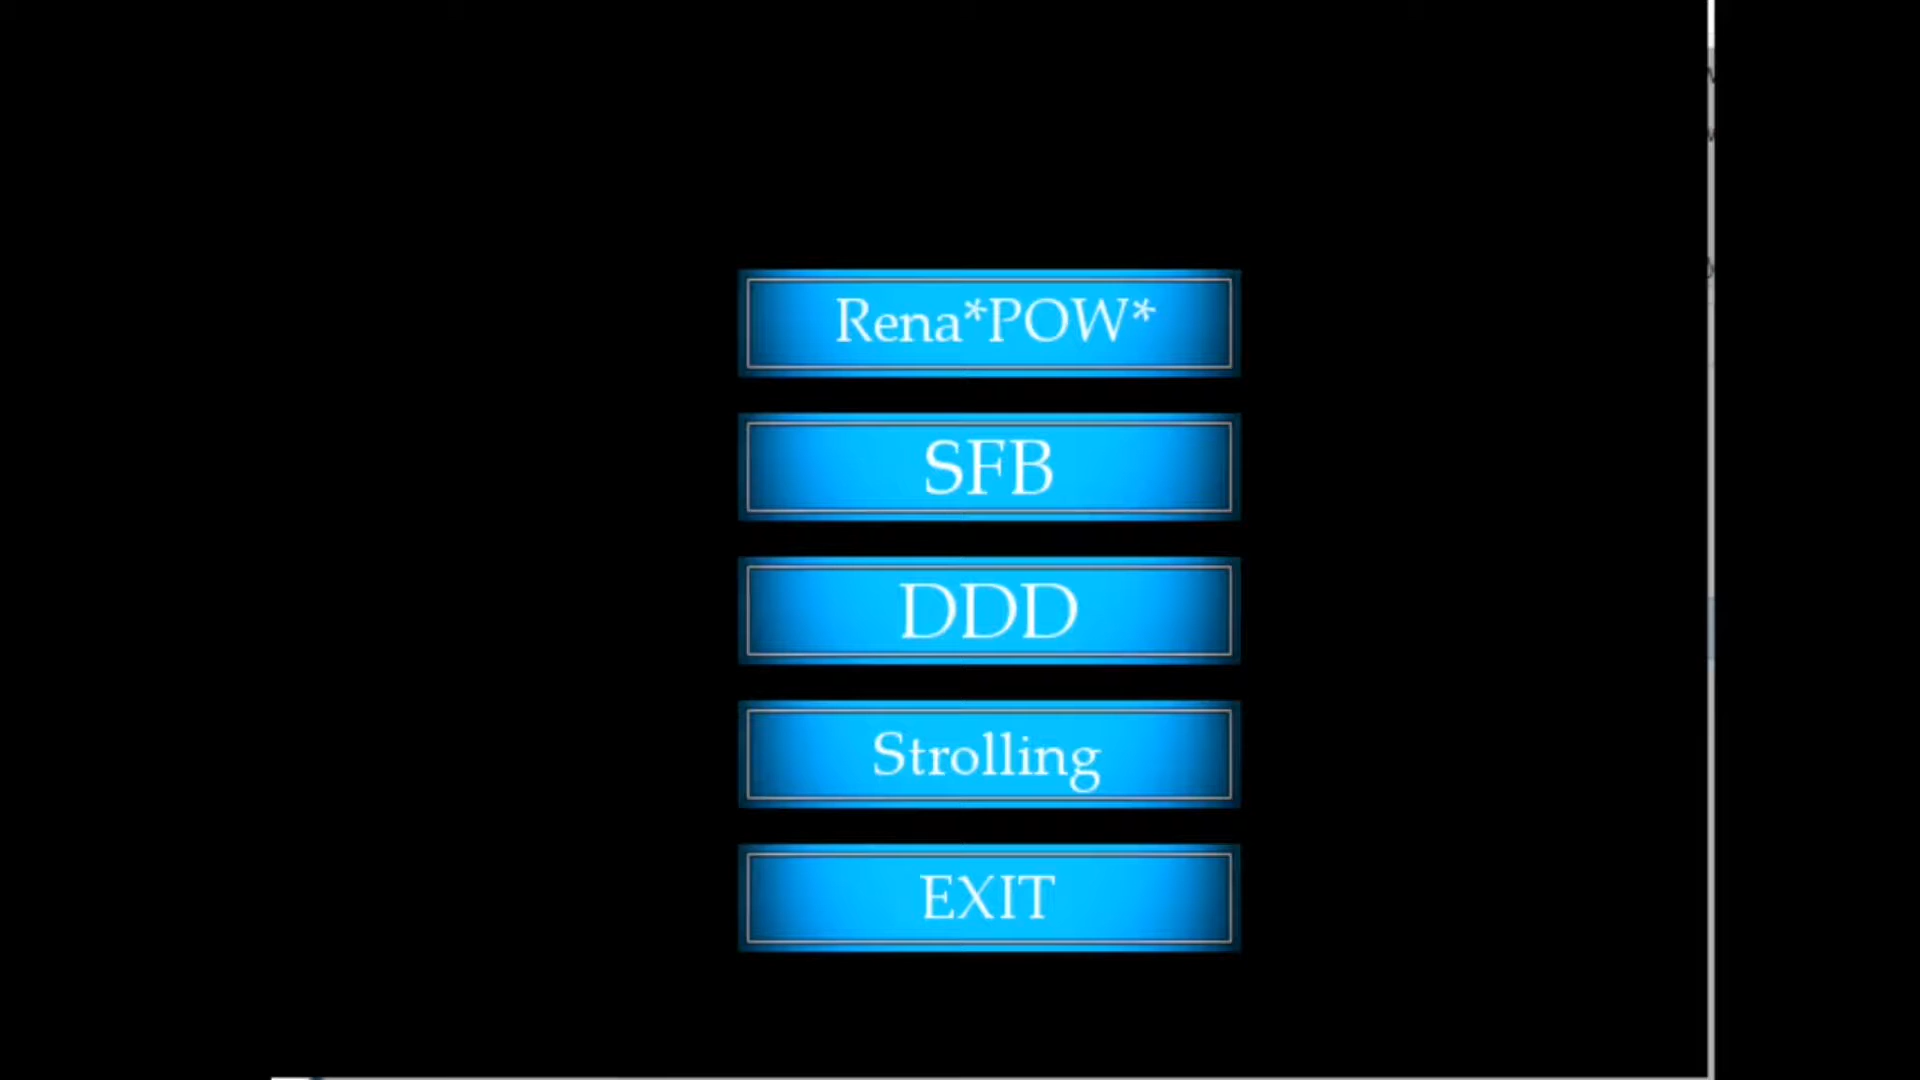 Rena*POW*
SFB
DDD
Strolling
EXIT